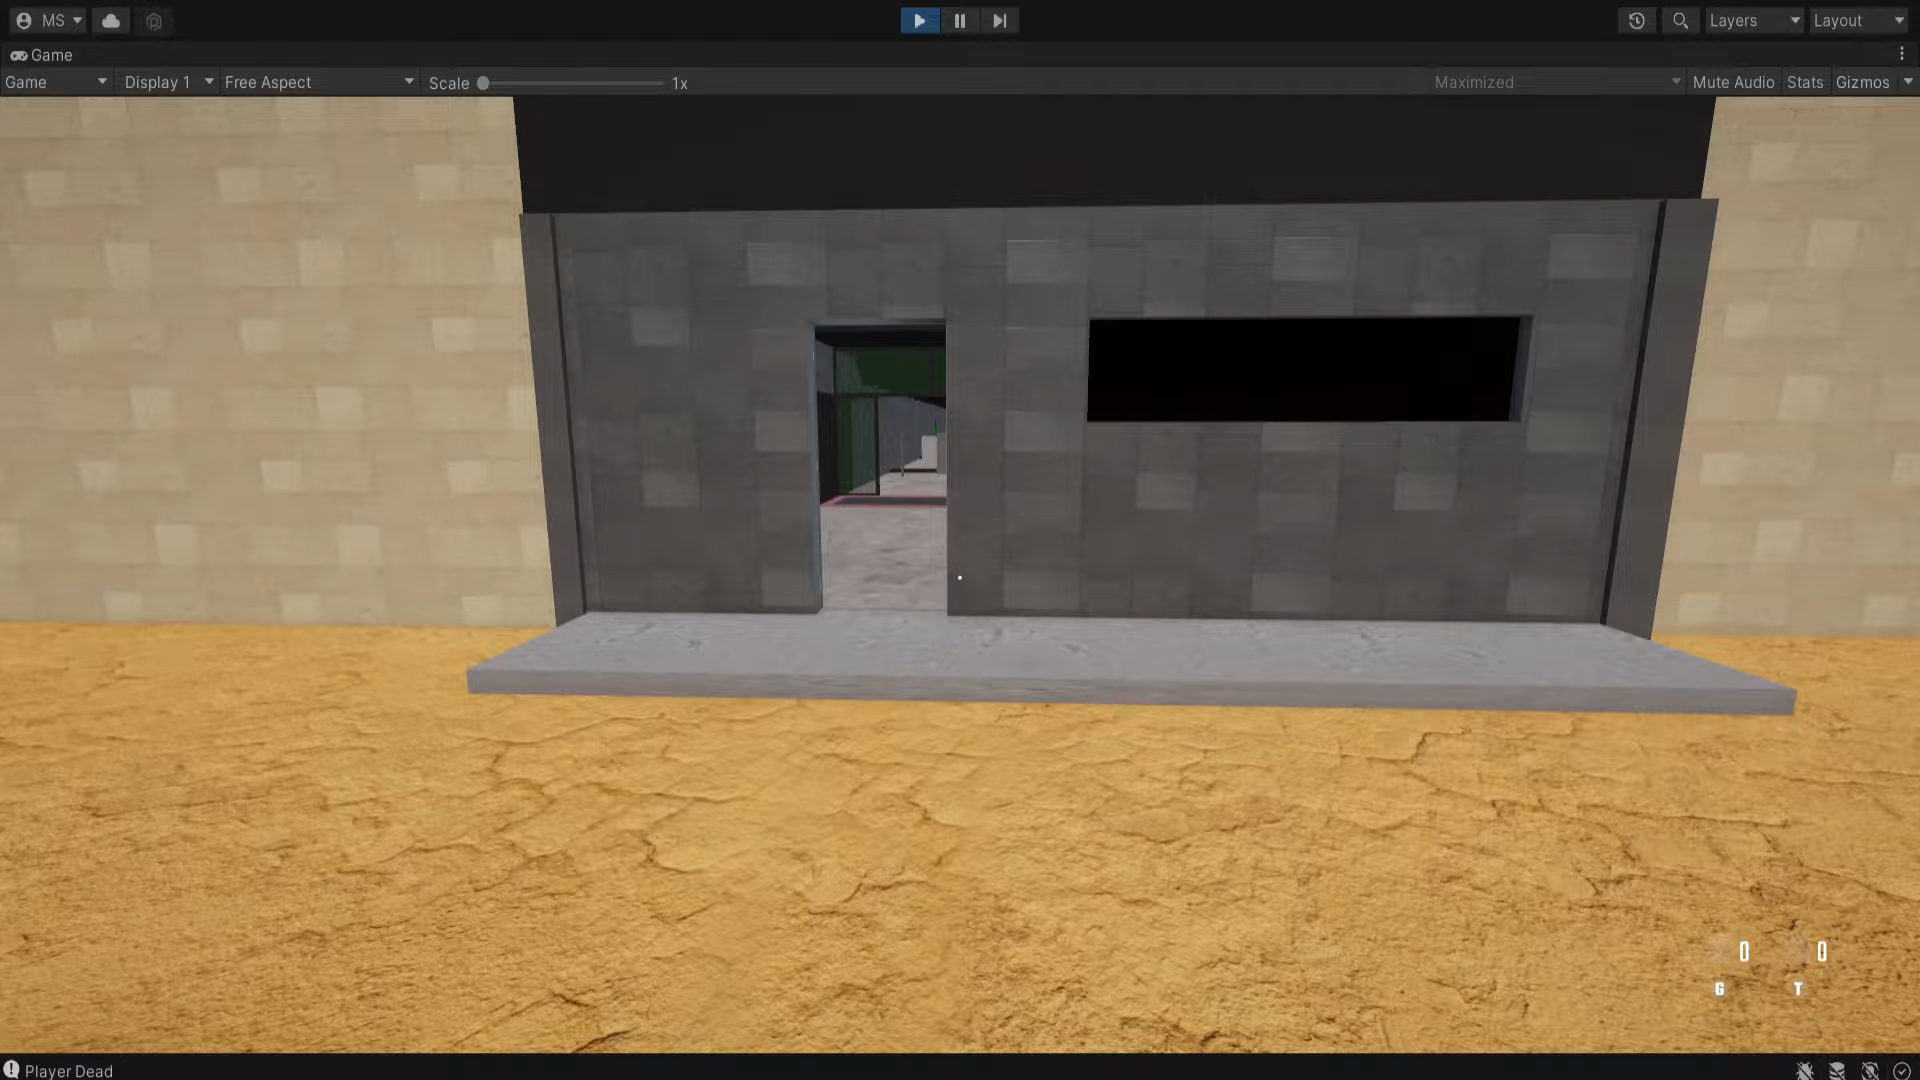 MS
Layers
Layout
Game
Game
Display 1
Free Aspect
Scale
1x
Maximized
Mute Audio
Stats
Gizmos
0
0
G
T
Player Dead